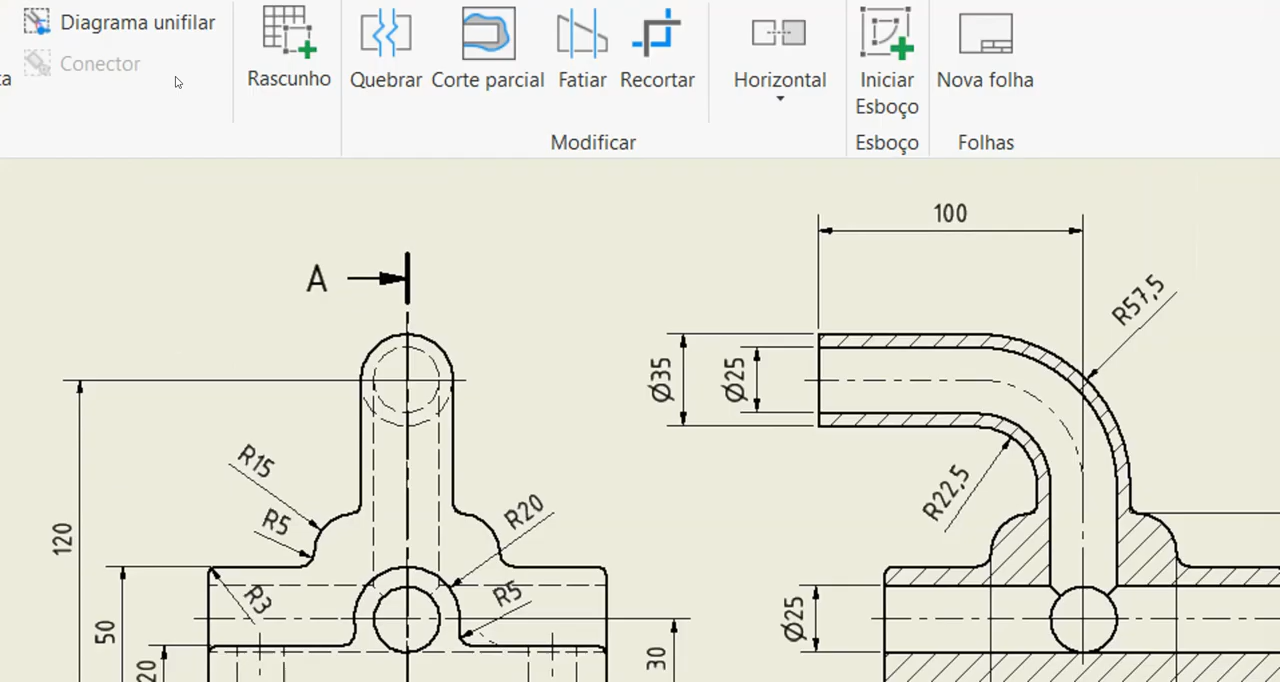 Diagrama unifilar
Conector
ta
Rascunho
Quebrar
Corte parcial
Fatiar
Recortar
Horizontal
Iniciar
Esboço
Nova folha
Modificar
Esboço
Folhas
100
A
R57,5
Ø35
Ø25
R15
R5
R20
R22,5
120
R3
R5
50
Ø25
20
30